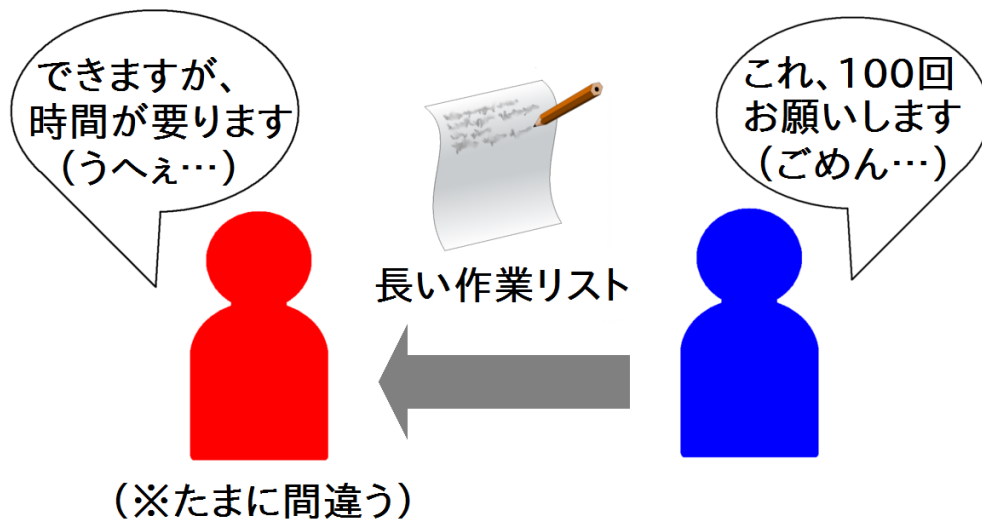 できますが、
時間が要ります
(うへぇ…)
これ、100回
お願いします
(ごめん…)
長い作業リスト
(※たまに間違う)